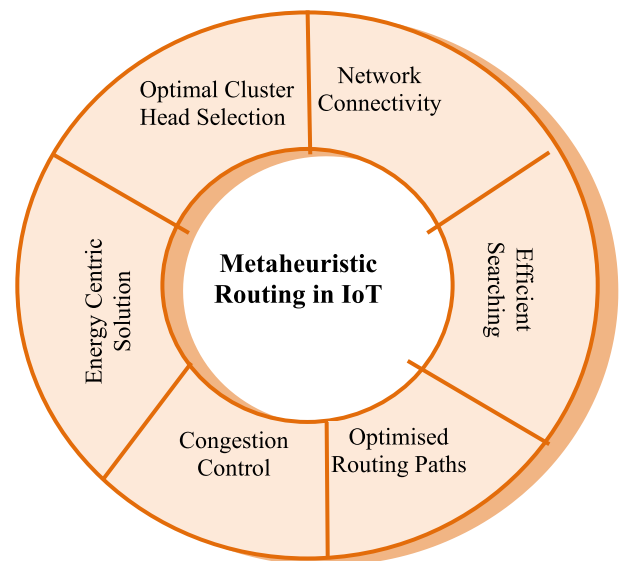 Optimal Cluster
Head Selection
Network
Connectivity
Energy Centric
Solution
Metaheuristic
Routing in IoT
Efficient
Searching
Congestion
Control
Optimised
Routing Paths